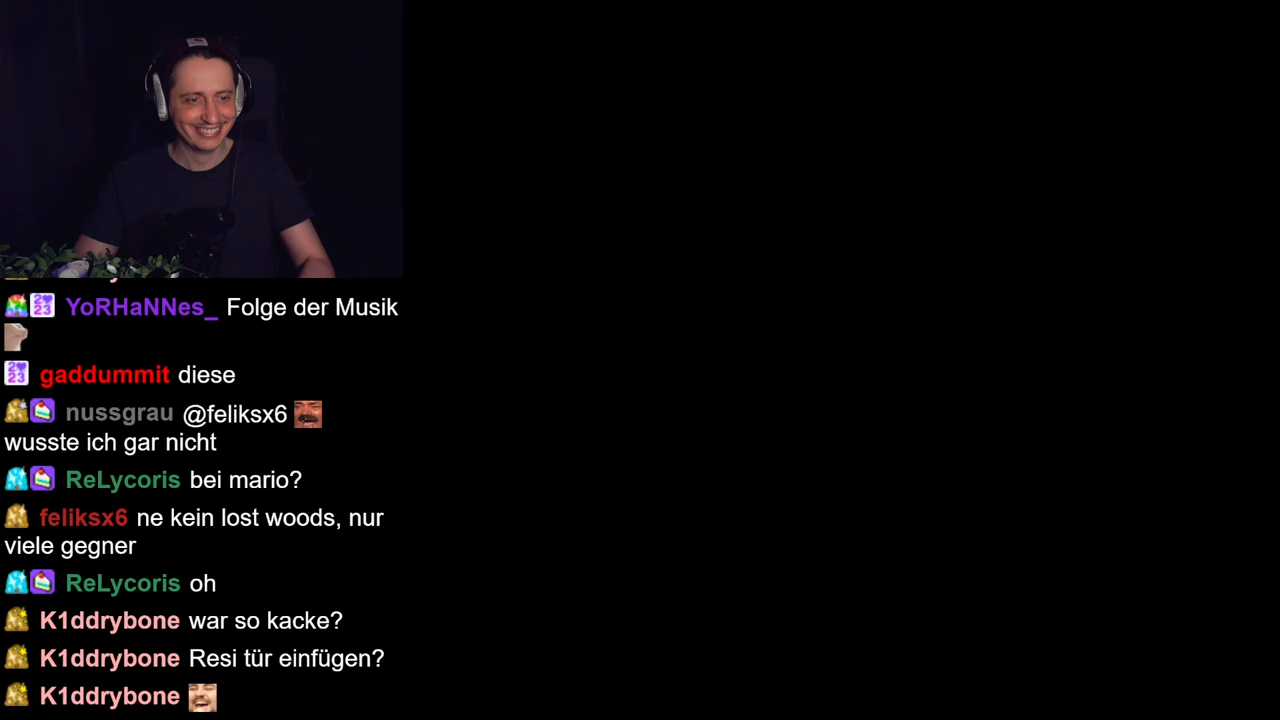 YoRHaNNes_ Folge der Musik
gaddummit diese
nussgrau @feliksx6
wusste ich gar nicht
ReLycoris bei mario?
feliksx6 ne kein lost woods, nur
viele gegner
ReLycoris oh
K1ddrybone war so kacke?
K1ddrybone Resi tür einfügen?
K1ddrybone